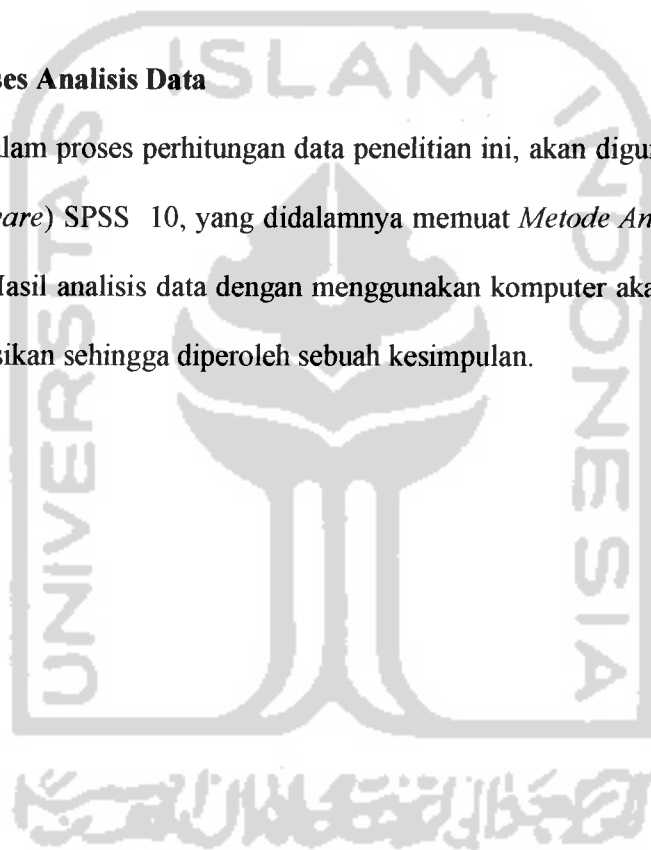 ses Analisis Data
alam proses perhitungan data penelitian ini, akan digu
are) SPSS 10, yang didalamnya memuat Metode An
Hasil analisis data dengan menggunakan komputer aka
sikan sehingga diperoleh sebuah kesimpulan.
UNIVERSITAS
ISLAM
INDONESIA